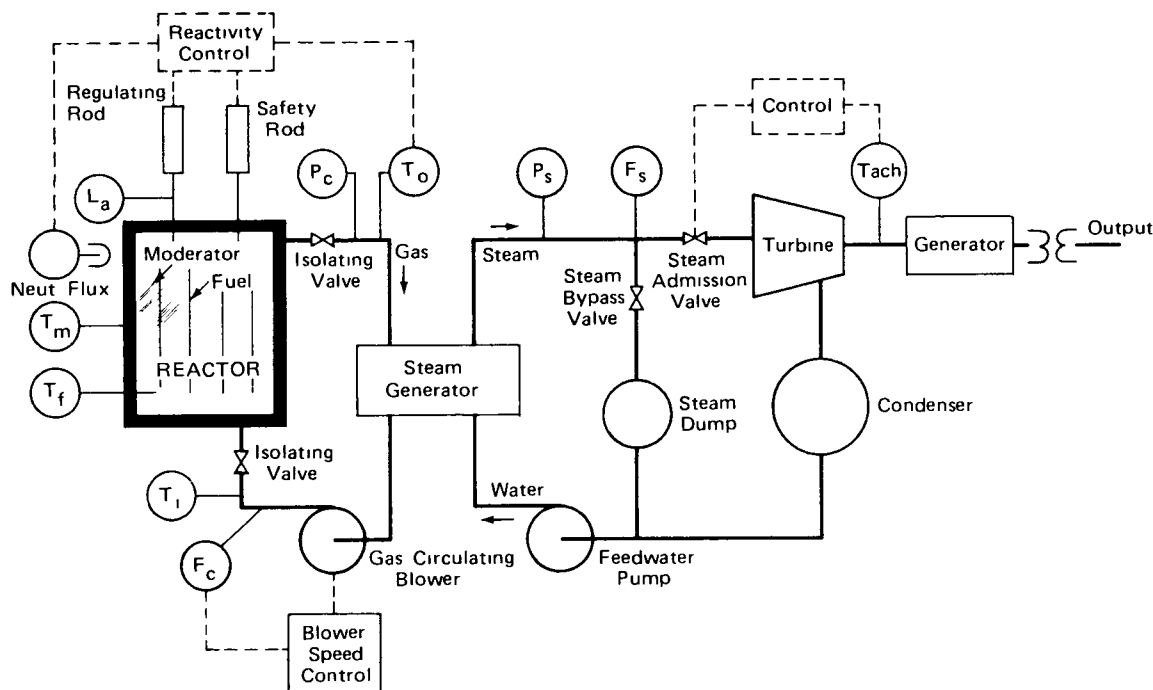 Reactivity
Control
Regulating
Rod
Safety
Rod
Control
P_c
T_o
P_s
F_s
Tach
L_a
Moderator
Fuel
Neut Flux
Isolating
Valve
Gas
Steam
Steam
Bypass
Valve
Steam
Admission
Valve
Turbine
Generator
Output
T_m
REACTOR
T_f
Steam
Generator
Steam
Dump
Condenser
Isolating
Valve
T_i
Water
F_c
Gas Circulating
Blower
Feedwater
Pump
Blower
Speed
Control